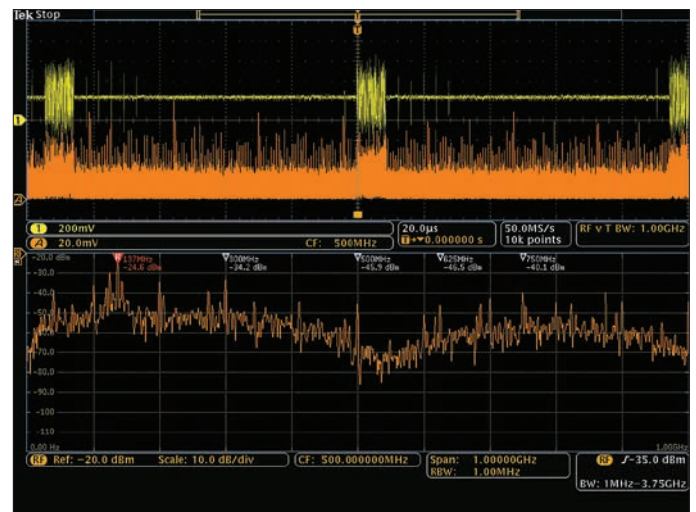 Tek Stop
T
1
A
1 200mV
A 20.0mV CF: 500MHz
20.0µs
T→▼0.000000 s
50.0MS/s
10k points
RF v T BW: 1.00GHz
-20.0 dBm
-30.0
-40.0
-50.0
-70.0
-80.0
-90.0
-100
-110
R 137MHz
-24.6 dBm
300MHz
-34.2 dBm
500MHz
-45.9 dBm
625MHz
-46.5 dBm
750MHz
-40.1 dBm
0.00 Hz
1.00GHz
RF Ref: -20.0 dBm Scale: 10.0 dB/div
CF: 500.000000MHz
Span: 1.00000GHz
RBW: 1.00MHz
RF -35.0 dBm
BW: 1MHz-3.75GHz